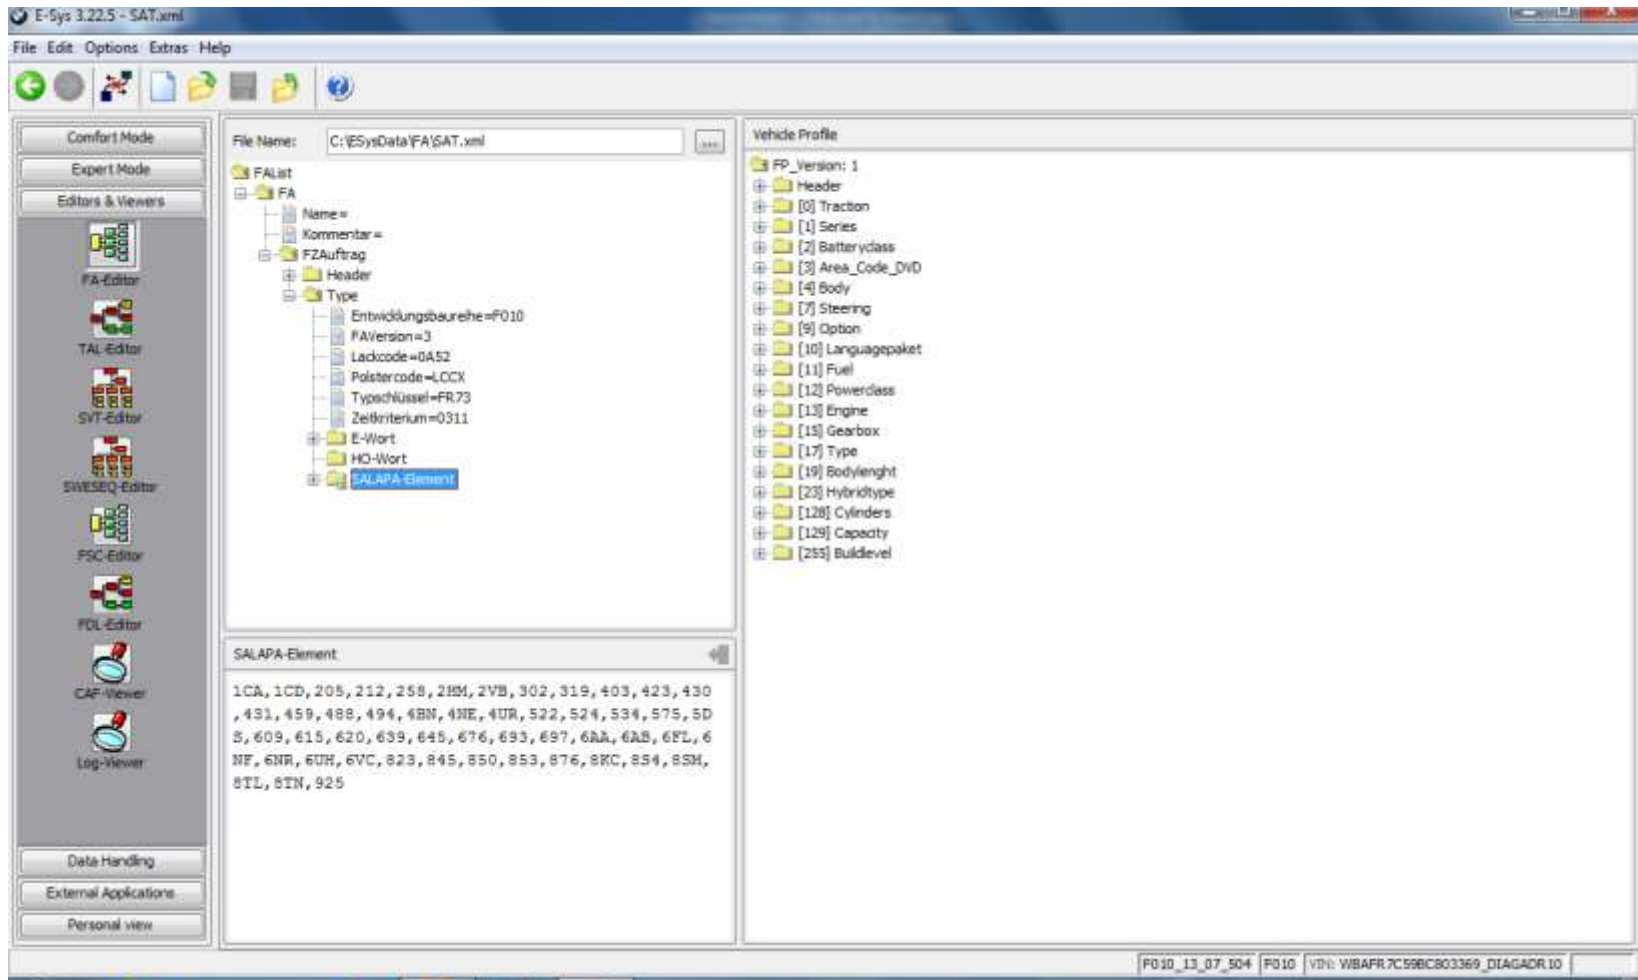 E-Sys 3.22.5 - SAT.xml
File Edit Options Extras Help
Comfort Mode
Expert Mode
Editors & Viewers
FA-Editor
TAL-Editor
SVT-Editor
SWESEQ-Editor
FSC-Editor
FDL-Editor
CAF-Viewer
Log-Viewer
Data Handling
External Applications
Personal view
File Name: C:\ESysData\FA\SAT.xml ...
FAList
FA
Name=
Kommentar=
FZAuftrag
Header
Type
Entwicklungsbaureihe=F010
FAVersion=3
Lackcode=0A52
Polstercode=LCCX
Typschlüssel=FR73
Zeitkriterium=0311
E-Wort
HO-Wort
SALAPA-Element
SALAPA-Element
1CA,1CD,205,212,258,2HM,2VB,302,319,403,423,430
,431,459,488,494,4BN,4NE,4UR,522,524,534,575,5D
S,609,615,620,639,645,676,693,697,6AA,6AB,6FL,6
NF,6NR,6UH,6VC,823,845,850,853,876,8KC,8S4,8SM,
8TL,8TN,925
Vehicle Profile
FP_Version: 1
Header
[0] Traction
[1] Series
[2] Batteryclass
[3] Area_Code_DVD
[4] Body
[7] Steering
[9] Option
[10] Languagepaket
[11] Fuel
[12] Powerclass
[13] Engine
[15] Gearbox
[17] Type
[19] Bodylenght
[23] Hybridtype
[128] Cylinders
[129] Capacity
[255] Buildlevel
F010_13_07_504 F010 VIN: WBAFR7C59BC803369_DIAGADR10